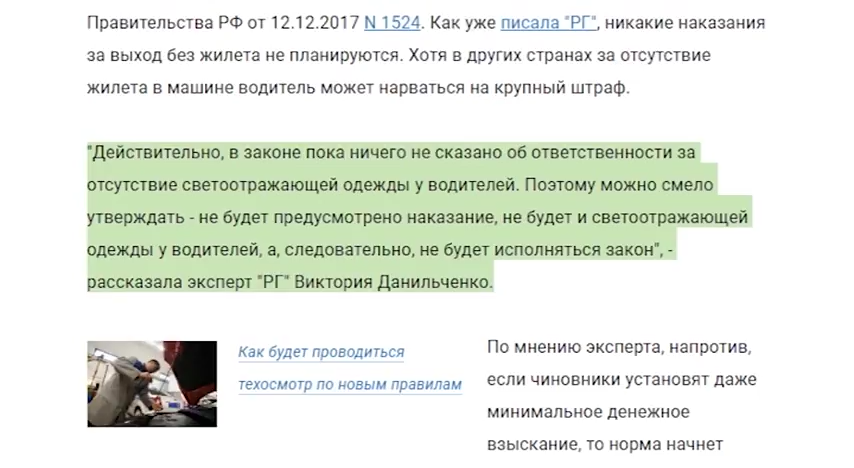 Правительства РФ от 12.12.2017 N 1524. Как уже писала "РГ", никакие наказания
за выход без жилета не планируются. Хотя в других странах за отсутствие
жилета в машине водитель может нарваться на крупный штраф.
"Действительно, в законе пока ничего не сказано об ответственности за
отсутствие светоотражающей одежды у водителей. Поэтому можно смело
утверждать - не будет предусмотрено наказание, не будет и светоотражающей
одежды у водителей, а, следовательно, не будет исполняться закон", -
рассказала эксперт "РГ" Виктория Данильченко.
Как будет проводиться
техосмотр по новым правилам
По мнению эксперта, напротив,
если чиновники установят даже
минимальное денежное
взыскание, то норма начнет